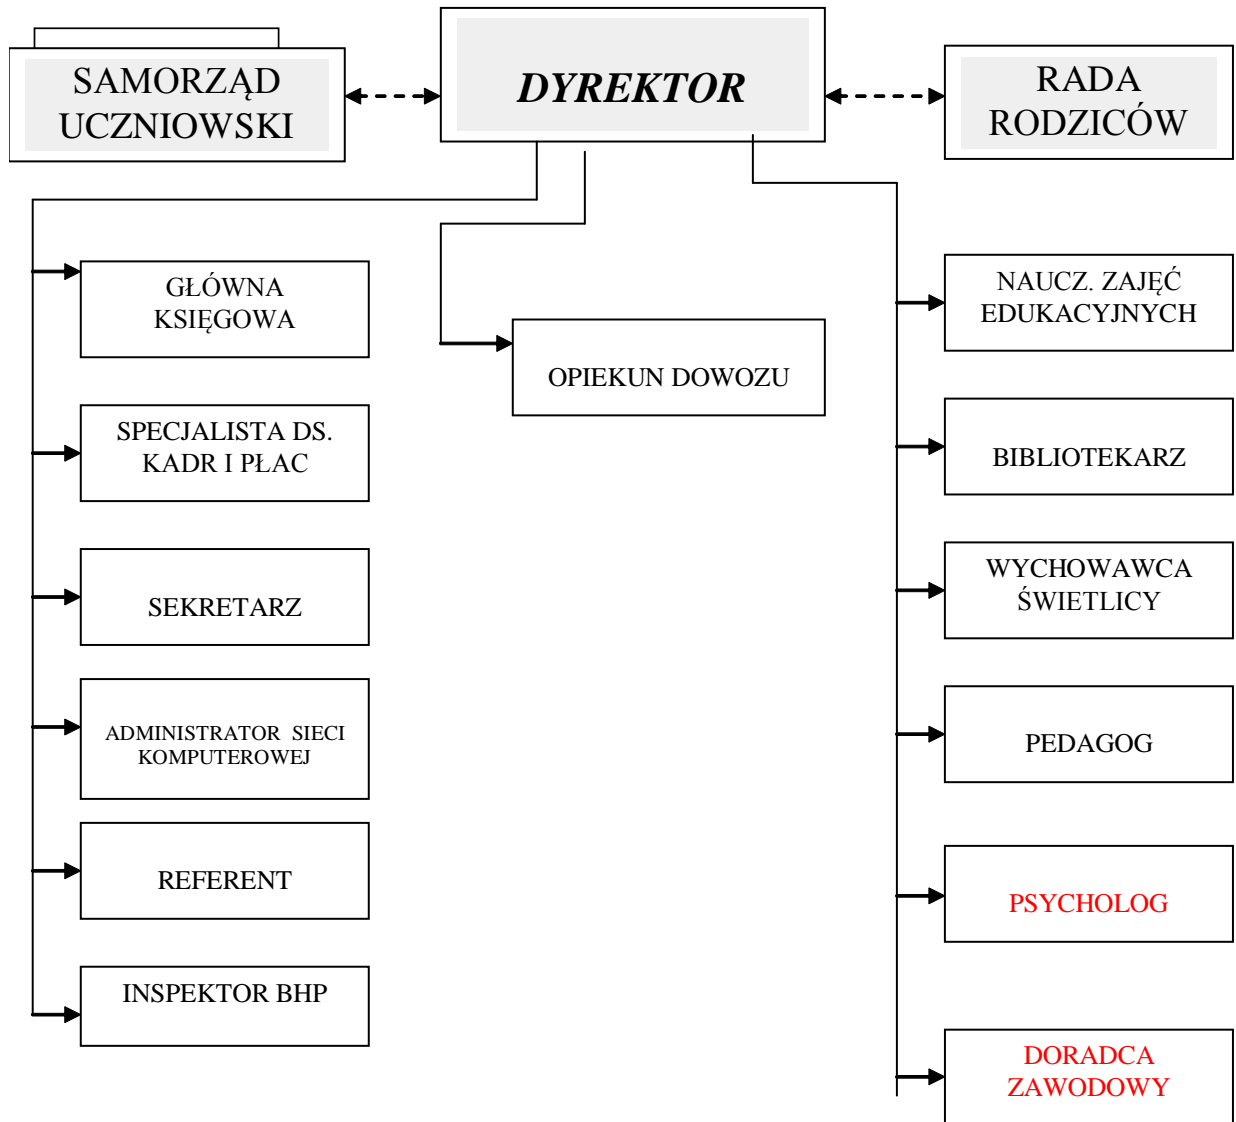 SAMORZĄD
UCZNIOWSKI
DYREKTOR
RADA
RODZICÓW
GŁÓWNA
KSIĘGOWA
SPECJALISTA DS.
KADR I PŁAC
SEKRETARZ
ADMINISTRATOR SIECI
KOMPUTEROWEJ
REFERENT
INSPEKTOR BHP
OPIEKUN DOWOZU
NAUCZ. ZAJĘĆ
EDUKACYJNYCH
BIBLIOTEKARZ
WYCHOWAWCA
ŚWIETLICY
PEDAGOG
PSYCHOLOG
DORADCA
ZAWODOWY